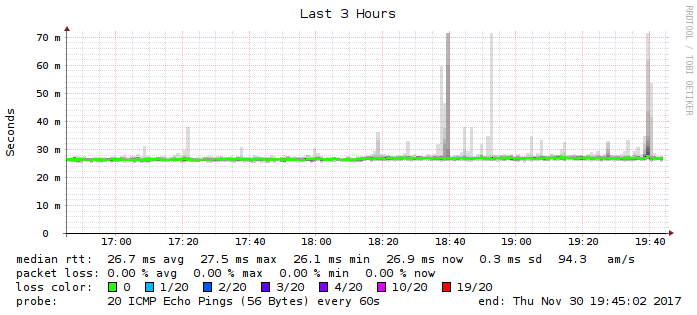 Last 3 Hours
RRDTOOL / TOBI OETIKER
Seconds
70 m
60 m
50 m
40 m
30 m
20 m
10 m
0
17:00 17:20 17:40 18:00 18:20 18:40 19:00 19:20 19:40
median rtt: 26.7 ms avg 27.5 ms max 26.1 ms min 26.9 ms now 0.3 ms sd 94.3 am/s
packet loss: 0.00 % avg 0.00 % max 0.00 % min 0.00 % now
loss color: 0 1/20 2/20 3/20 4/20 10/20 19/20
probe: 20 ICMP Echo Pings (56 Bytes) every 60s end: Thu Nov 30 19:45:02 2017